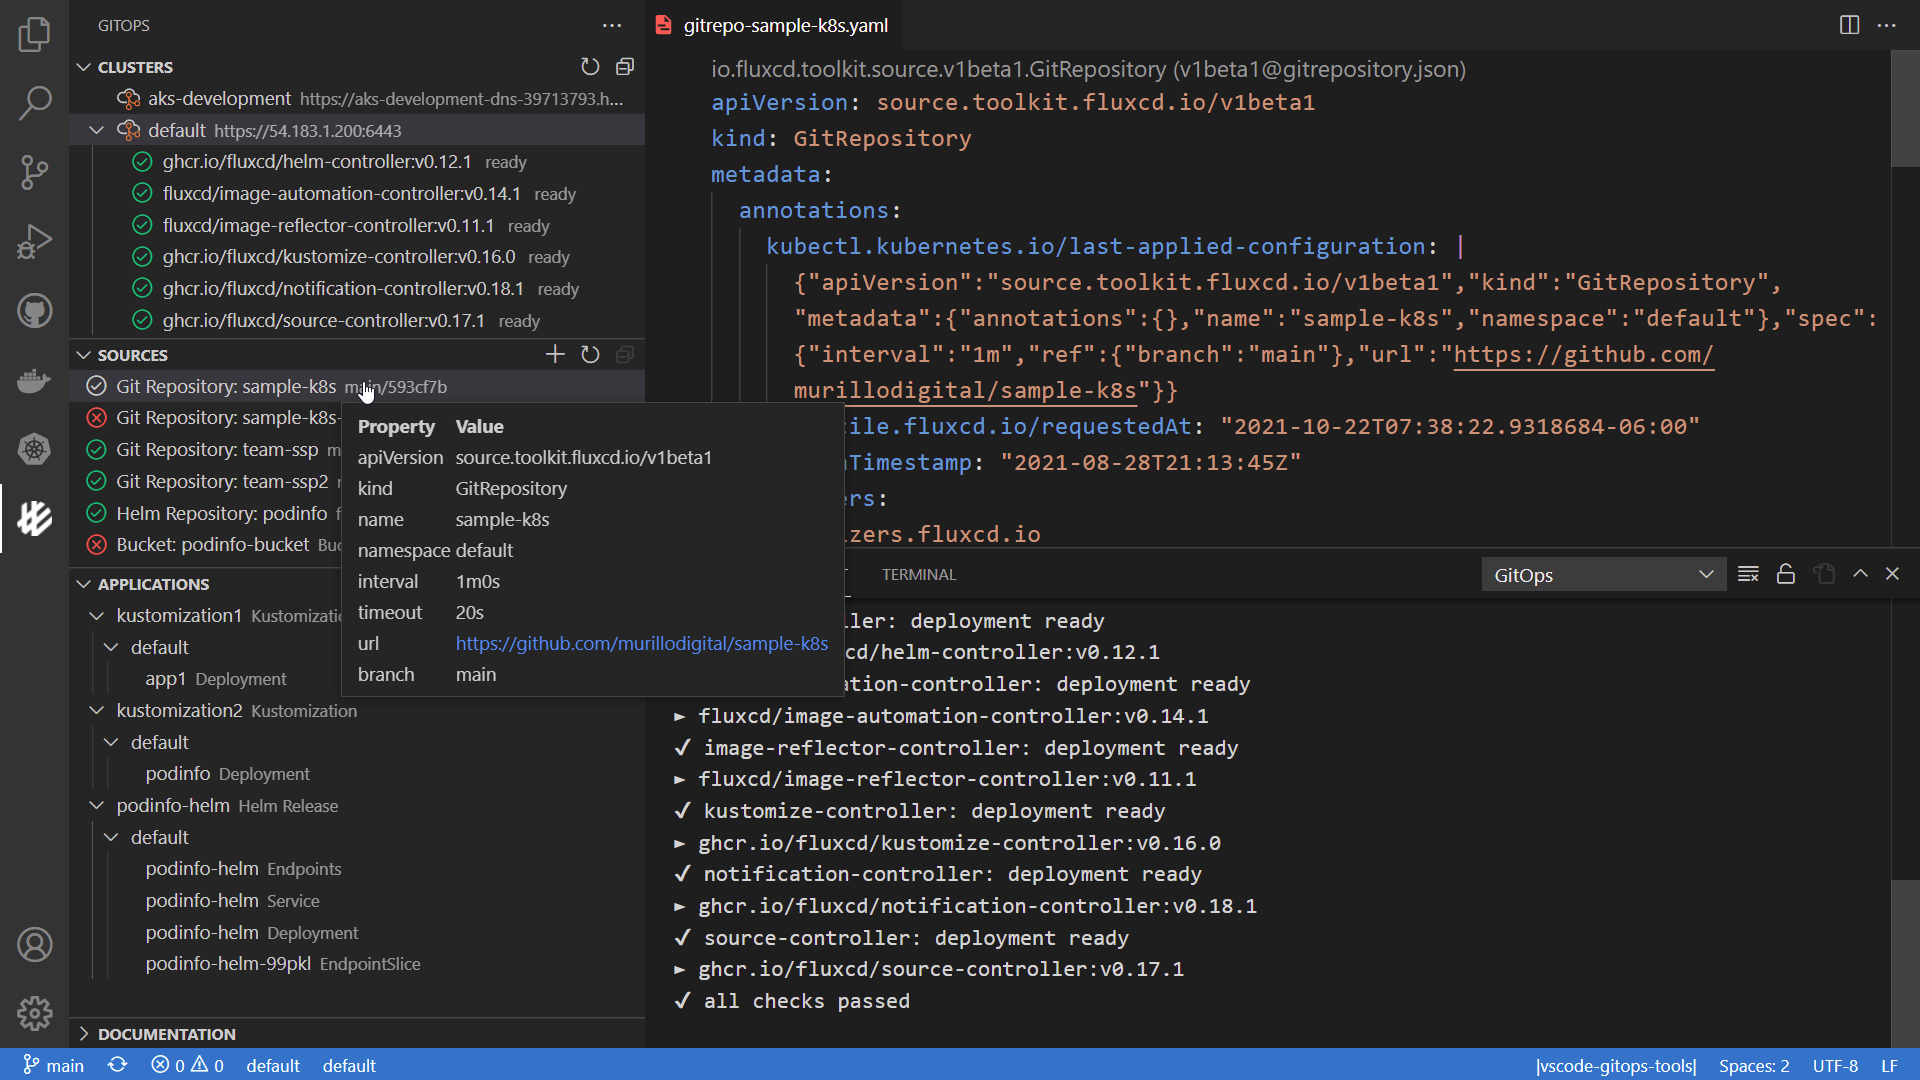 GITOPS
CLUSTERS
aks-development https://aks-development-dns-39713793.h...
default https://54.183.1.200:6443
ghcr.io/fluxcd/helm-controller:v0.12.1 ready
fluxcd/image-automation-controller:v0.14.1 ready
fluxcd/image-reflector-controller:v0.11.1 ready
ghcr.io/fluxcd/kustomize-controller:v0.16.0 ready
ghcr.io/fluxcd/notification-controller:v0.18.1 ready
ghcr.io/fluxcd/source-controller:v0.17.1 ready
SOURCES
Git Repository: sample-k8s main/593cf7b
Git Repository: sample-k8s-
Git Repository: team-ssp m
Git Repository: team-ssp2
Helm Repository: podinfo
Bucket: podinfo-bucket Buc
Property Value
apiVersion source.toolkit.fluxcd.io/v1beta1
kind GitRepository
name sample-k8s
namespace default
interval 1m0s
timeout 20s
url https://github.com/murillodigital/sample-k8s
branch main
APPLICATIONS
kustomization1 Kustomizatio
default
app1 Deployment
kustomization2 Kustomization
default
podinfo Deployment
podinfo-helm Helm Release
default
podinfo-helm Endpoints
podinfo-helm Service
podinfo-helm Deployment
podinfo-helm-99pkl EndpointSlice
DOCUMENTATION
gitrepo-sample-k8s.yaml
io.fluxcd.toolkit.source.v1beta1.GitRepository (v1beta1@gitrepository.json)
apiVersion: source.toolkit.fluxcd.io/v1beta1
kind: GitRepository
metadata:
annotations:
kubectl.kubernetes.io/last-applied-configuration: |
{"apiVersion":"source.toolkit.fluxcd.io/v1beta1","kind":"GitRepository",
"metadata":{"annotations":{},"name":"sample-k8s","namespace":"default"},"spec":
{"interval":"1m","ref":{"branch":"main"},"url":"https://github.com/
murillodigital/sample-k8s"}}
cile.fluxcd.io/requestedAt: "2021-10-22T07:38:22.9318684-06:00"
nTimestamp: "2021-08-28T21:13:45Z"
ers:
zers.fluxcd.io
TERMINAL
GitOps
ler: deployment ready
cd/helm-controller:v0.12.1
ation-controller: deployment ready
► fluxcd/image-automation-controller:v0.14.1
✔ image-reflector-controller: deployment ready
► fluxcd/image-reflector-controller:v0.11.1
✔ kustomize-controller: deployment ready
► ghcr.io/fluxcd/kustomize-controller:v0.16.0
✔ notification-controller: deployment ready
► ghcr.io/fluxcd/notification-controller:v0.18.1
✔ source-controller: deployment ready
► ghcr.io/fluxcd/source-controller:v0.17.1
✔ all checks passed
main 0 0 default default |vscode-gitops-tools| Spaces: 2 UTF-8 LF